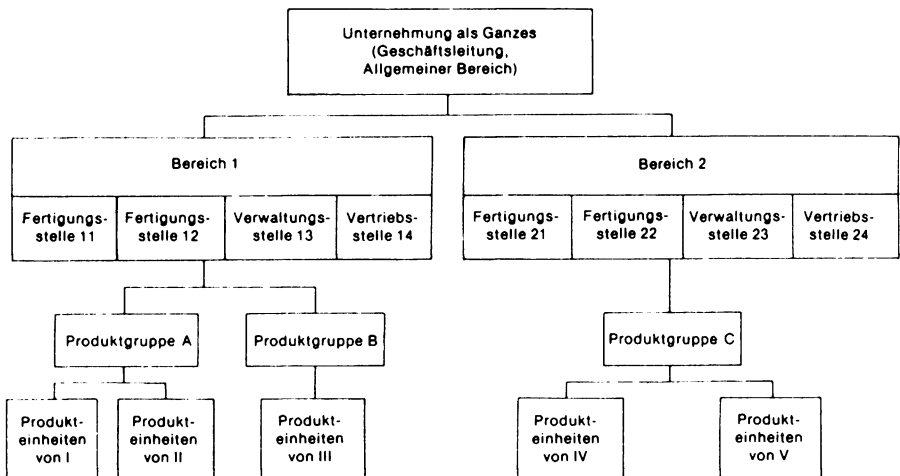 Unternehmung als Ganzes
(Geschäftsleitung,
Allgemeiner Bereich)
Bereich 1
Bereich 2
Fertigungs-
stelle 11
Fertigungs-
stelle 12
Verwaltungs-
stelle 13
Vertriebs-
stelle 14
Fertigungs-
stelle 21
Fertigungs-
stelle 22
Verwaltungs-
stelle 23
Vertriebs-
stelle 24
Produktgruppe A
Produktgruppe B
Produktgruppe C
Produkt-
einheiten
von I
Produkt-
einheiten
von II
Produkt-
einheiten
von III
Produkt-
einheiten
von IV
Produkt-
einheiten
von V